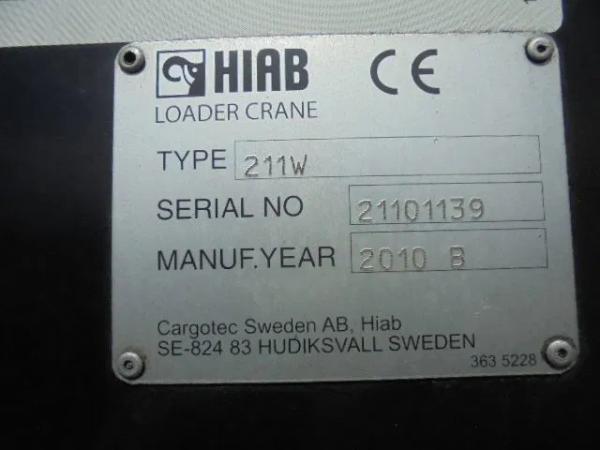 HIAB CE
LOADER CRANE
TYPE 211W
SERIAL NO 21101139
MANUF.YEAR 2010 B
Cargotec Sweden AB, Hiab
SE-824 83 HUDIKSVALL SWEDEN
363 5228